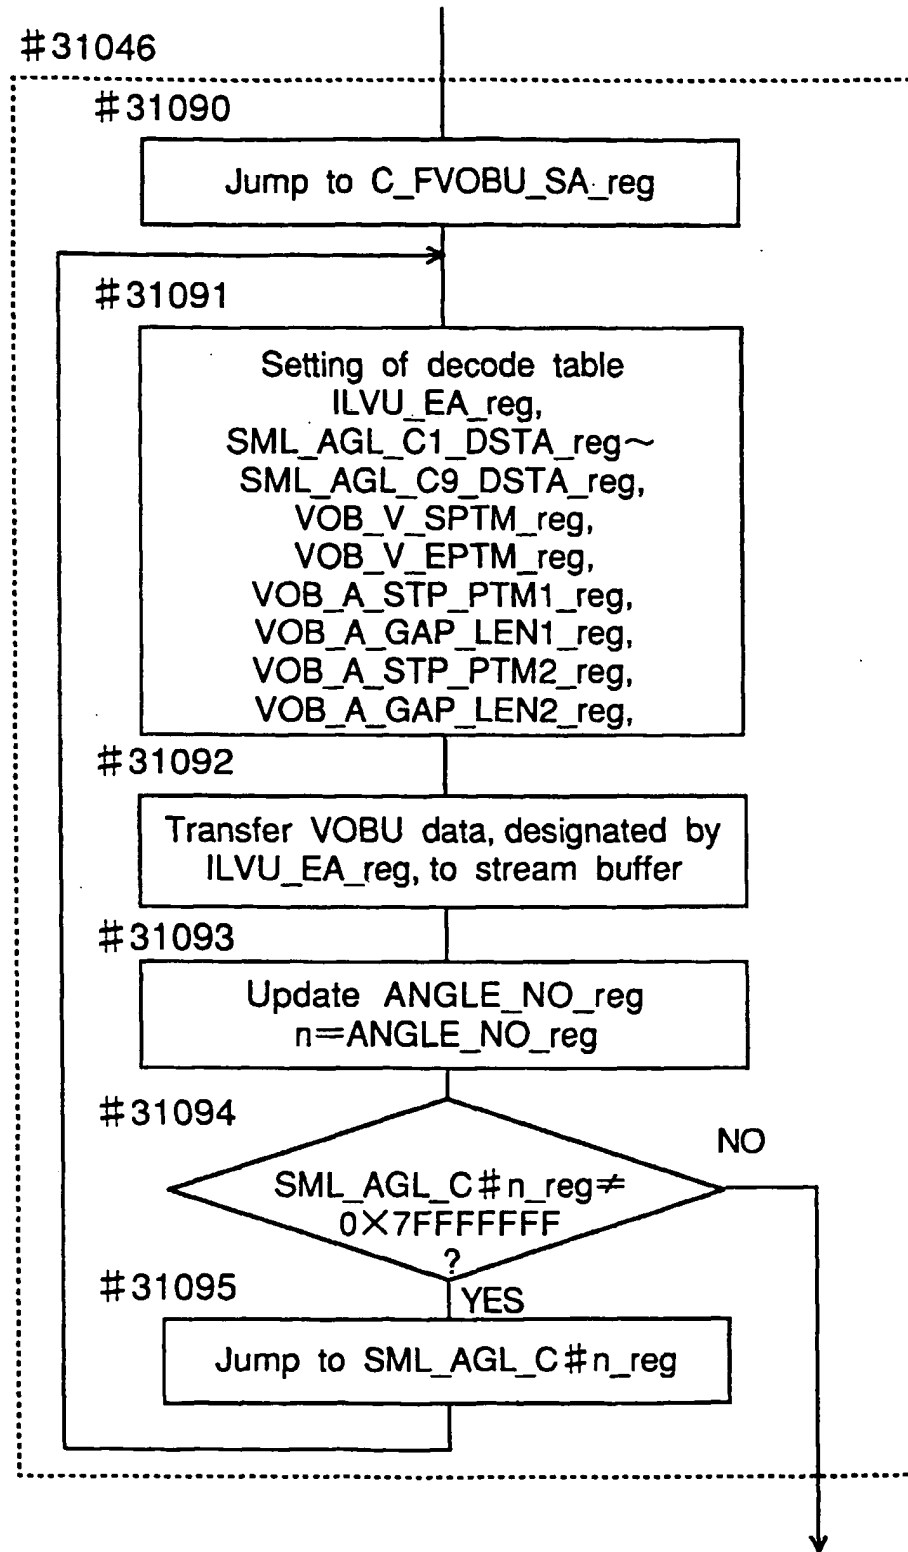 #31046
#31090
Jump to C_FVOBU_SA_reg
#31091
Setting of decode table
ILVU_EA_reg,
SML_AGL_C1_DSTA_reg~
SML_AGL_C9_DSTA_reg,
VOB_V_SPTM_reg,
VOB_V_EPTM_reg,
VOB_A_STP_PTM1_reg,
VOB_A_GAP_LEN1_reg,
VOB_A_STP_PTM2_reg,
VOB_A_GAP_LEN2_reg,
#31092
Transfer VOBU data, designated by
ILVU_EA_reg, to stream buffer
#31093
Update ANGLE_NO_reg
n=ANGLE_NO_reg
#31094
NO
SML_AGL_C#n_reg≠
0×7FFFFFFF
?
#31095
YES
Jump to SML_AGL_C#n_reg